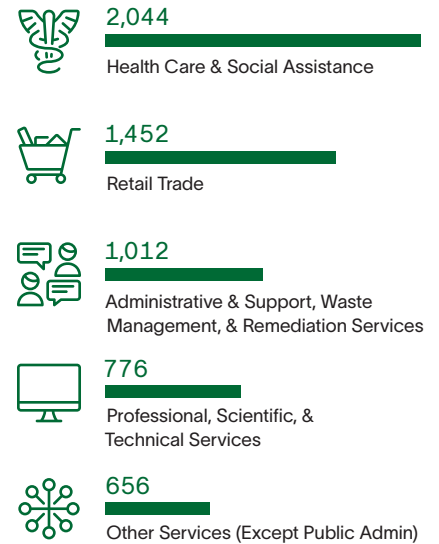 2,044
Health Care & Social Assistance
1,452
Retail Trade
1,012
Administrative & Support, Waste
Management, & Remediation Services
776
Professional, Scientific, &
Technical Services
656
Other Services (Except Public Admin)